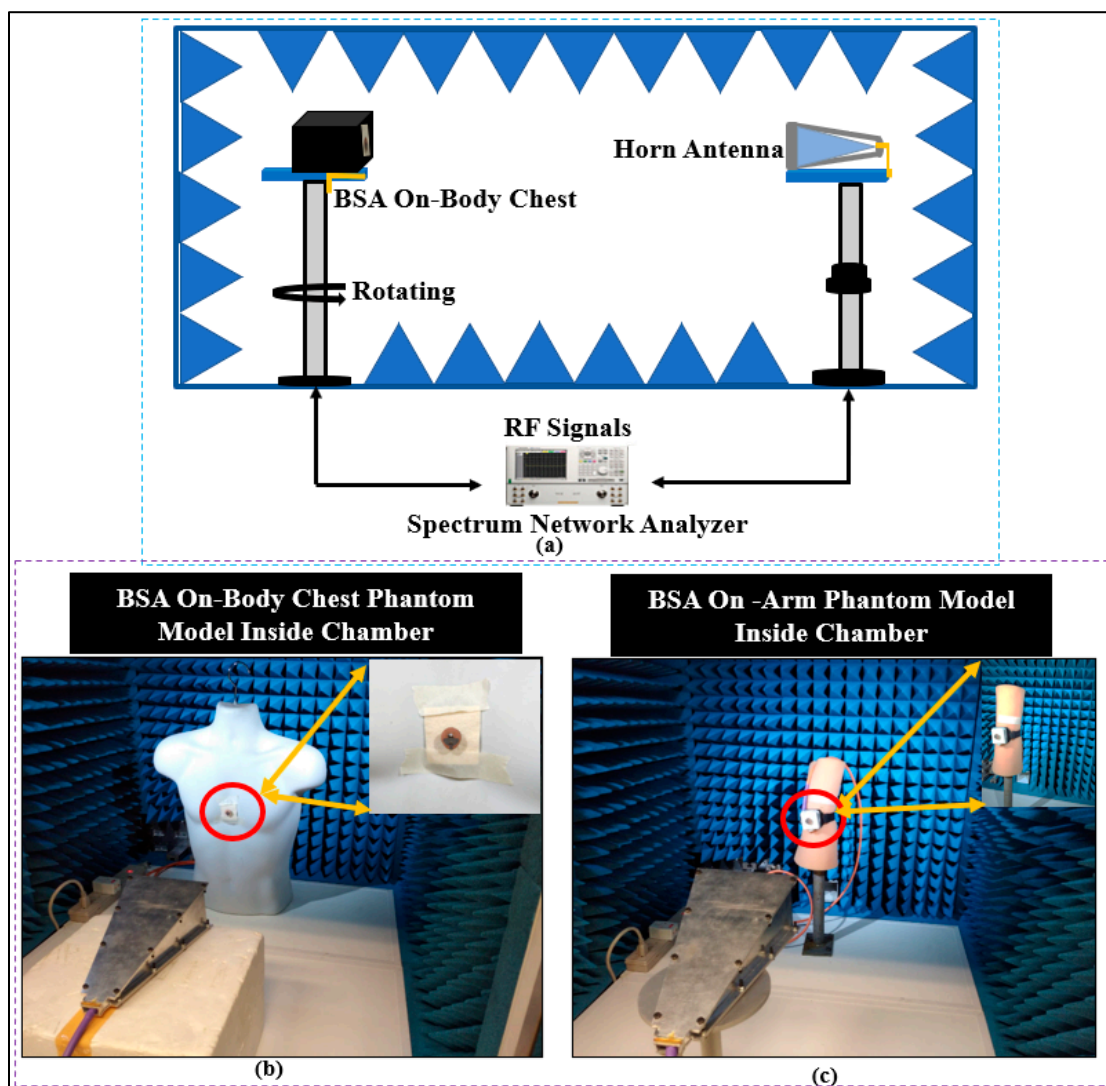 Horn Antenna
BSA On-Body Chest
Rotating
RF Signals
Spectrum Network Analyzer
(a)
BSA On-Body Chest Phantom
Model Inside Chamber
BSA On -Arm Phantom Model
Inside Chamber
(b)
(c)